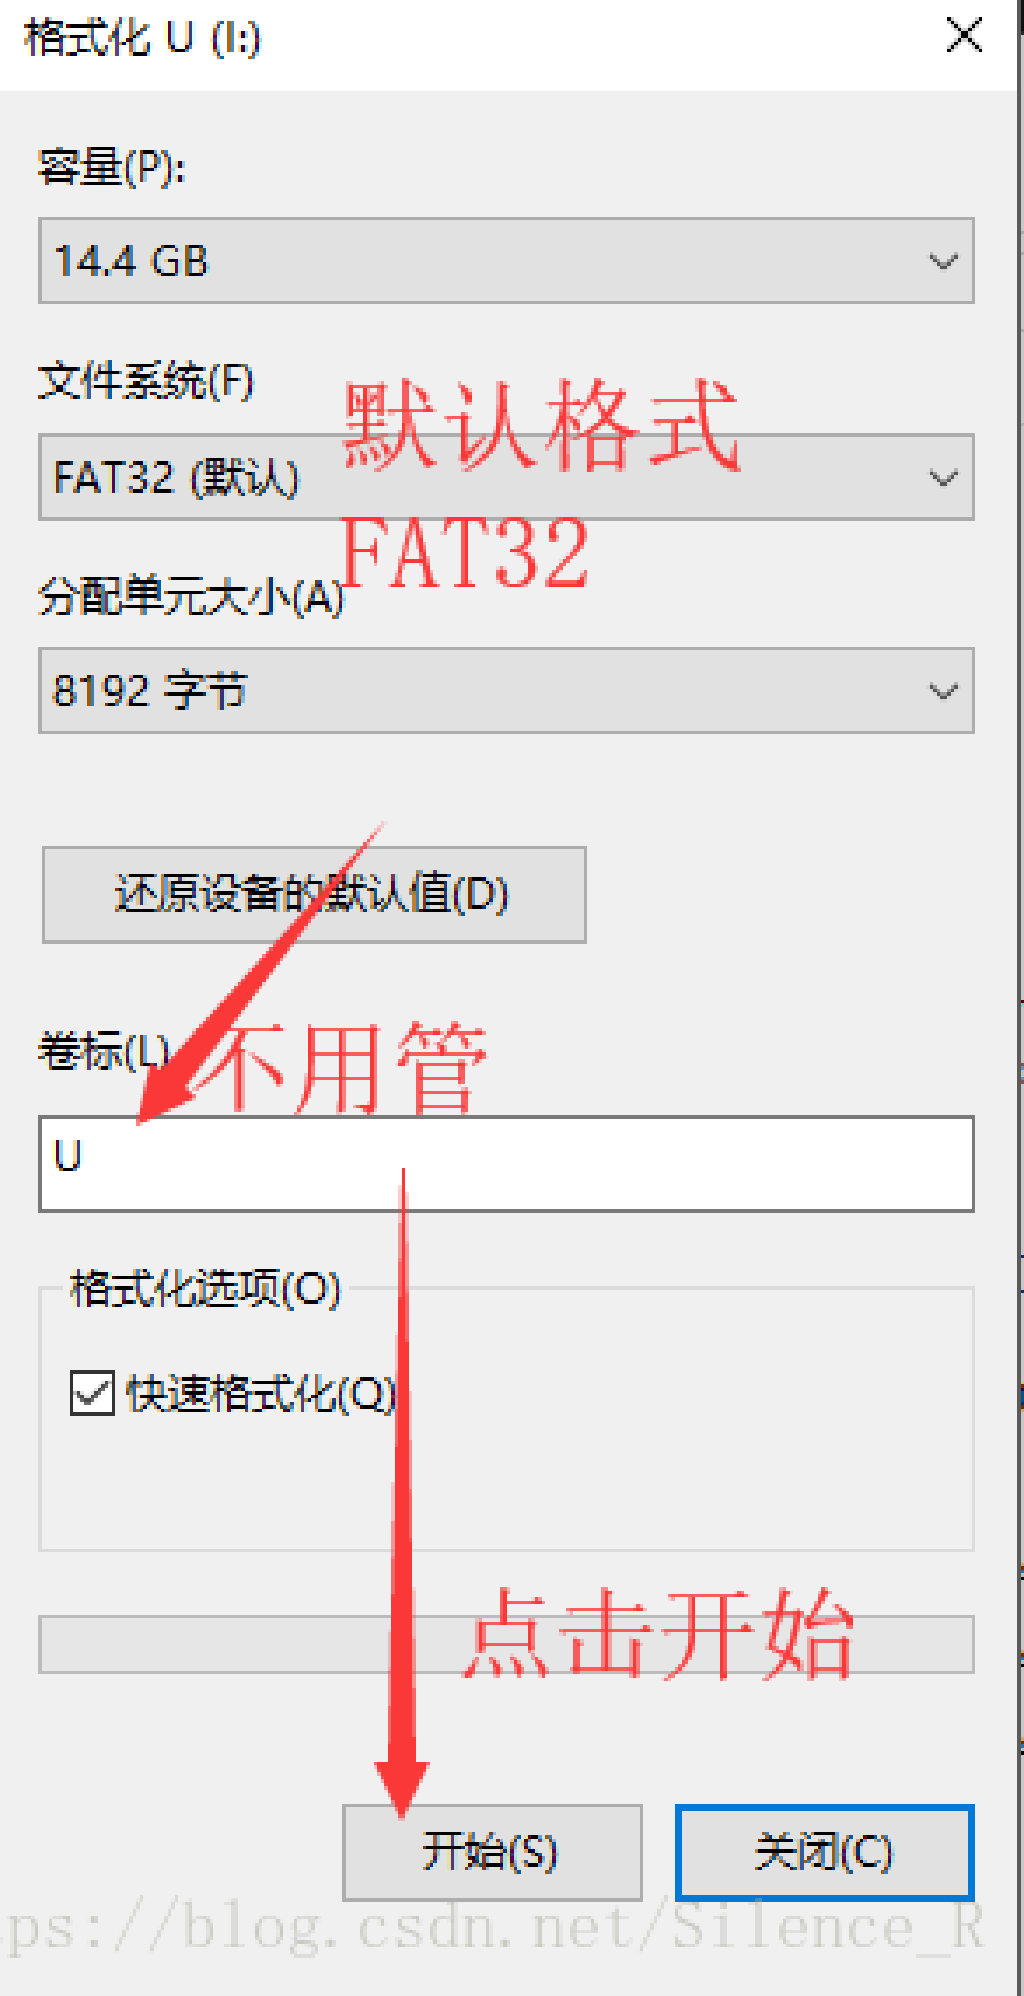 格式化 U (I:)
容量(P):
14.4 GB
文件系统(F)
默认格式
FAT32 (默认)
FAT32
分配单元大小(A)
8192 字节
还原设备的默认值(D)
卷标(L)
不用管
U
格式化选项(O)
快速格式化(Q)
点击开始
开始(S)
关闭(C)
ps://blog.csdn.net/Silence_R